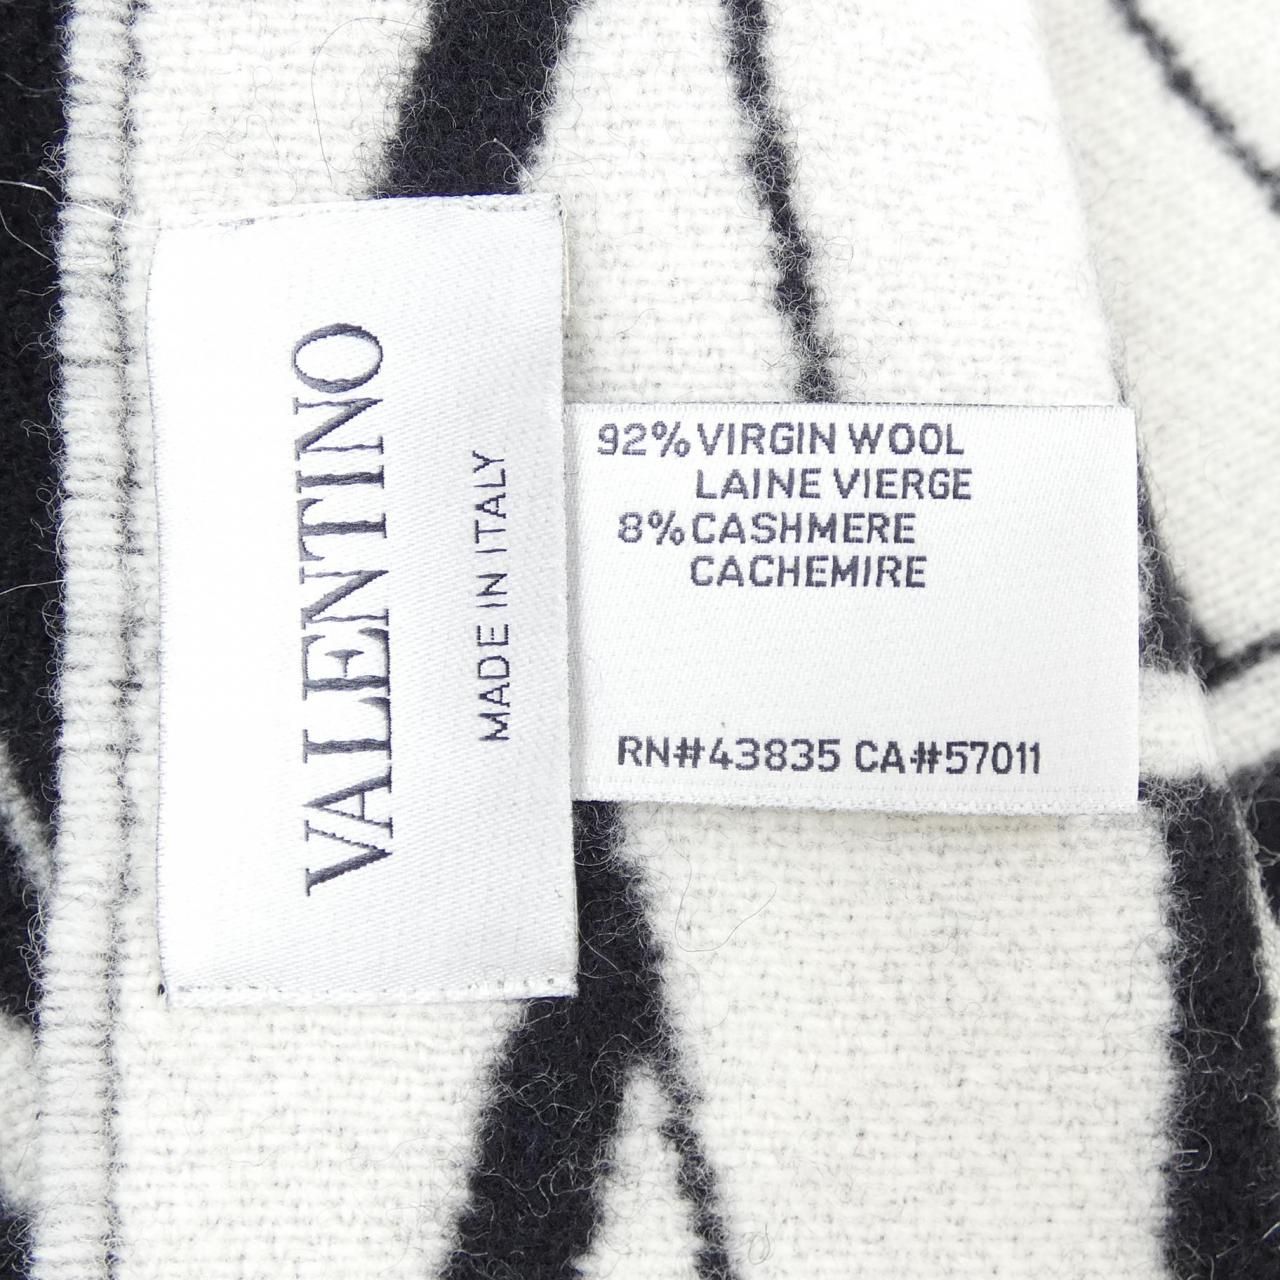 VALENTINO
MADE IN ITALY
92% VIRGIN WOOL
LAINE VIERGE
8% CASHMERE
CACHEMIRE
RN#43835 CA#57011